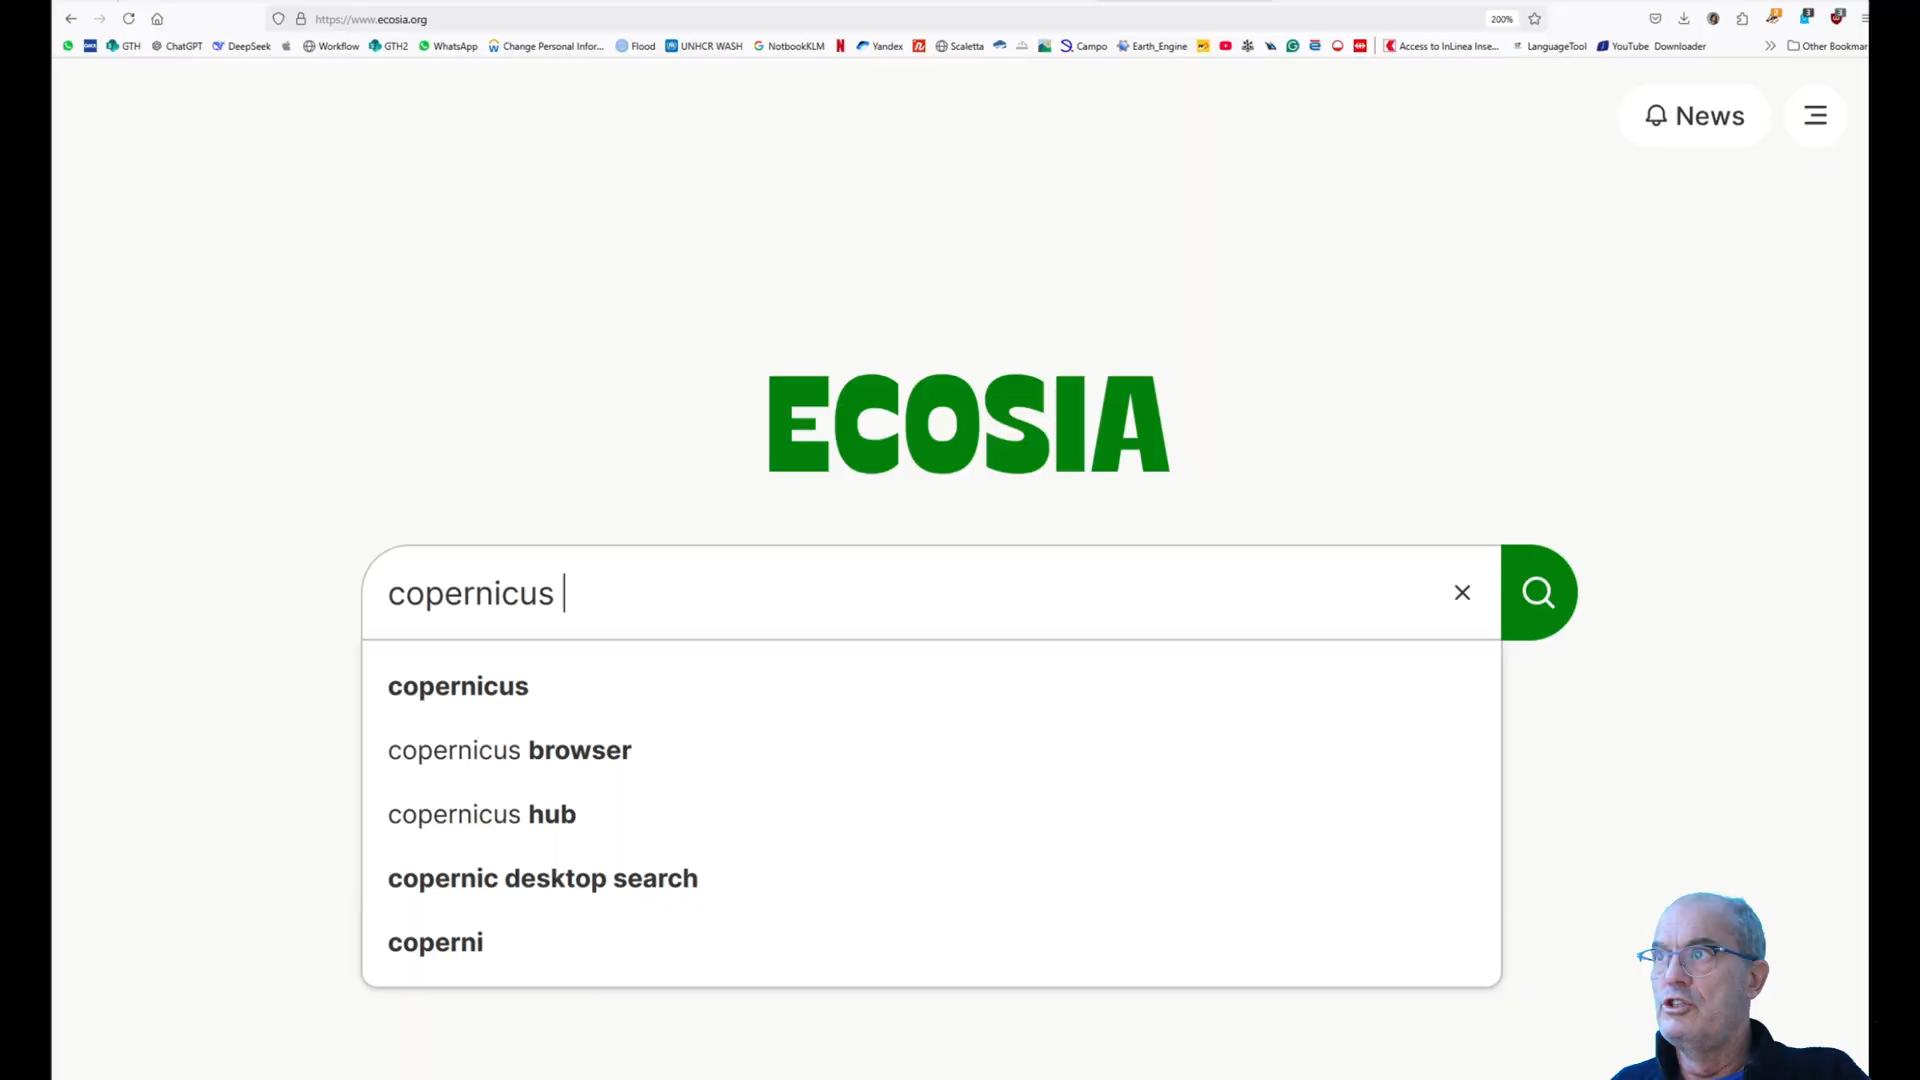 https://www.ecosia.org
200%
GTH
ChatGPT
DeepSeek
Workflow
GTH2
WhatsApp
Change Personal Infor...
Flood
UNHCR WASH
NotbookKLM
Yandex
Scaletta
Campo
Earth_Engine
Access to InLinea Inse...
LanguageTool
YouTube Downloader
Other Bookmar
News
ECOSIA
copernicus
copernicus
copernicus browser
copernicus hub
copernic desktop search
coperni